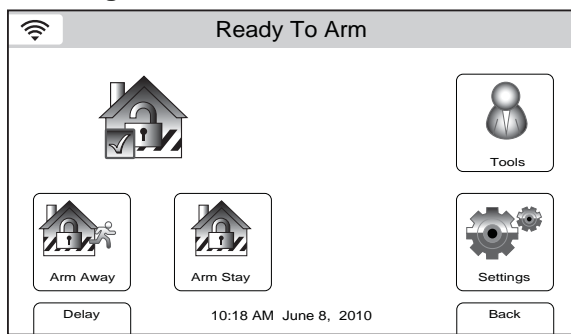 Ready To Arm
Tools
Arm Away
Arm Stay
Settings
Delay
10:18 AM June 8, 2010
Back